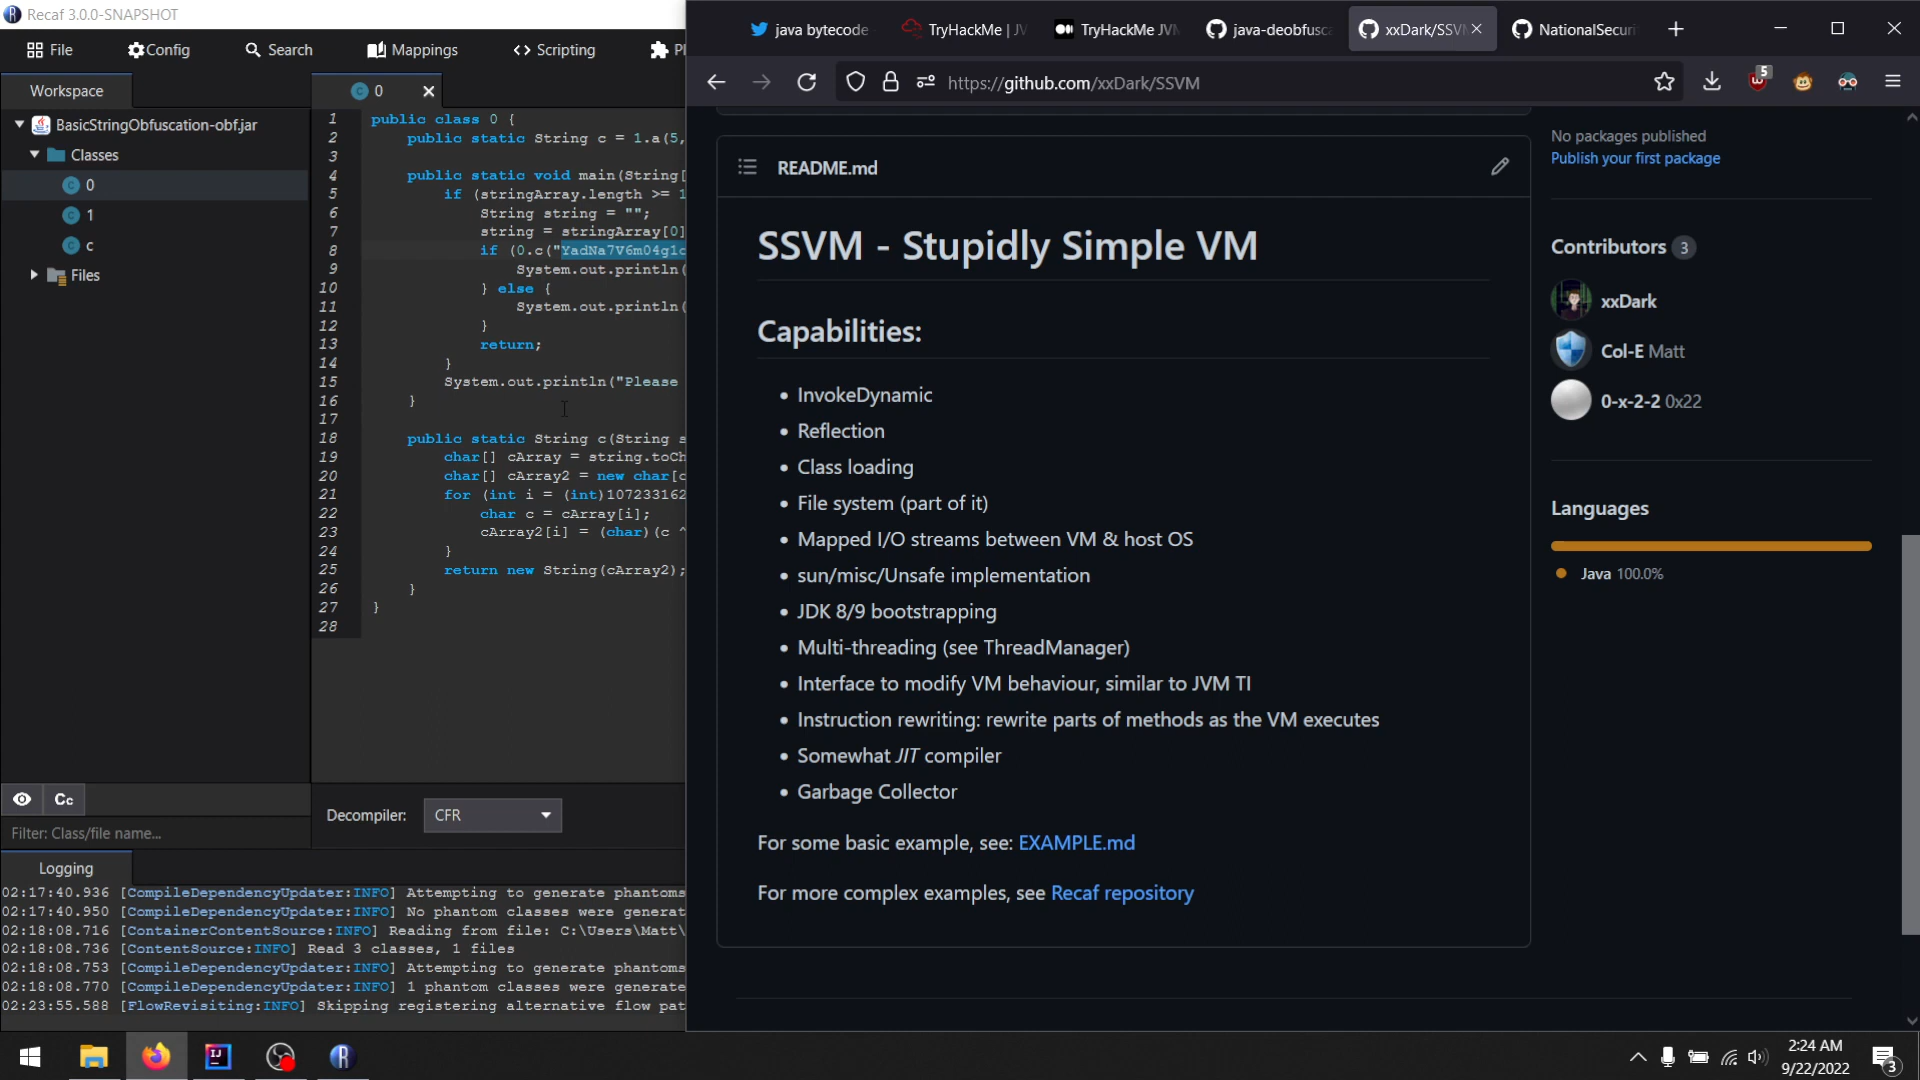 Recaf 3.0.0-SNAPSHOT
File
Config
Search
Mappings
Scripting
Workspace
0
BasicStringObfuscation-obf.jar
Classes
0
1
c
Files
1 public class 0 {
2 public static String c = 1.a(5,
3
4 public static void main(String[
5 if (stringArray.length >= 1
6 String string = "";
7 string = stringArray[0]
8 if (0.c("YadNa7V6m04g1c
9 System.out.println(
10 } else {
11 System.out.println(
12 }
13 return;
14 }
15 System.out.println("Please
16 }
17
18 public static String c(String s
19 char[] cArray = string.toCh
20 char[] cArray2 = new char[c
21 for (int i = (int)107233162
22 char c = cArray[i];
23 cArray2[i] = (char)(c ^
24 }
25 return new String(cArray2);
26 }
27 }
28
Decompiler:
CFR
Cc
Filter: Class/file name...
Logging
02:17:40.936 [CompileDependencyUpdater:INFO] Attempting to generate phantoms
02:17:40.950 [CompileDependencyUpdater:INFO] No phantom classes were generat
02:18:08.716 [ContainerContentSource:INFO] Reading from file: C:\Users\Matt\
02:18:08.736 [ContentSource:INFO] Read 3 classes, 1 files
02:18:08.753 [CompileDependencyUpdater:INFO] Attempting to generate phantoms
02:18:08.770 [CompileDependencyUpdater:INFO] 1 phantom classes were generate
02:23:55.588 [FlowRevisiting:INFO] Skipping registering alternative flow pat
java bytecode
TryHackMe | JV
TryHackMe JVM
java-deobfusca
xxDark/SSVM
NationalSecuri
https://github.com/xxDark/SSVM
5
README.md
SSVM - Stupidly Simple VM
Capabilities:
• InvokeDynamic
• Reflection
• Class loading
• File system (part of it)
• Mapped I/O streams between VM & host OS
• sun/misc/Unsafe implementation
• JDK 8/9 bootstrapping
• Multi-threading (see ThreadManager)
• Interface to modify VM behaviour, similar to JVM TI
• Instruction rewriting: rewrite parts of methods as the VM executes
• Somewhat JIT compiler
• Garbage Collector
For some basic example, see: EXAMPLE.md
For more complex examples, see Recaf repository
No packages published
Publish your first package
Contributors 3
xxDark
Col-E Matt
0-x-2-2 0x22
Languages
Java 100.0%
2:24 AM
9/22/2022
3